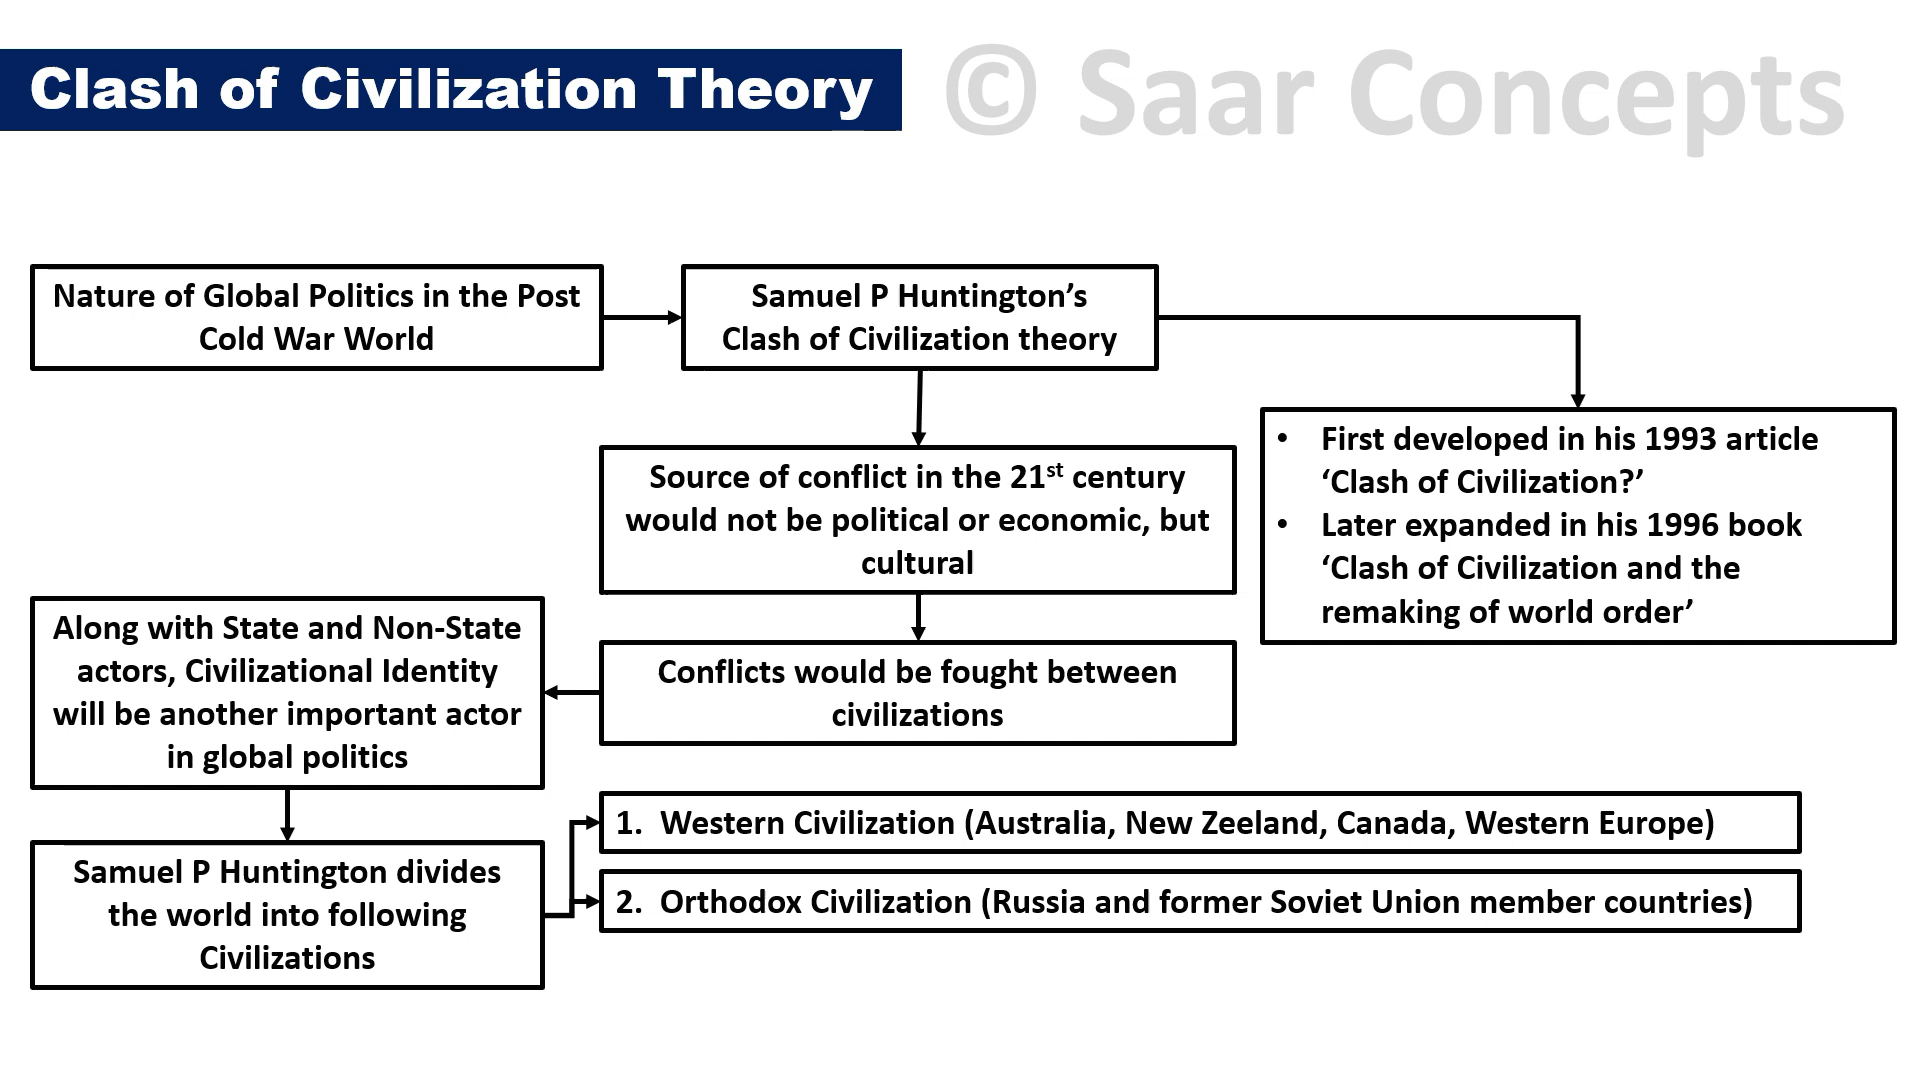 Clash of Civilization Theory
© Saar Concepts
Nature of Global Politics in the Post
Cold War World
Samuel P Huntington’s
Clash of Civilization theory
• First developed in his 1993 article
‘Clash of Civilization?’
• Later expanded in his 1996 book
‘Clash of Civilization and the
remaking of world order’
Source of conflict in the 21st century
would not be political or economic, but
cultural
Conflicts would be fought between
civilizations
Along with State and Non-State
actors, Civilizational Identity
will be another important actor
in global politics
Samuel P Huntington divides
the world into following
Civilizations
1. Western Civilization (Australia, New Zeeland, Canada, Western Europe)
2. Orthodox Civilization (Russia and former Soviet Union member countries)